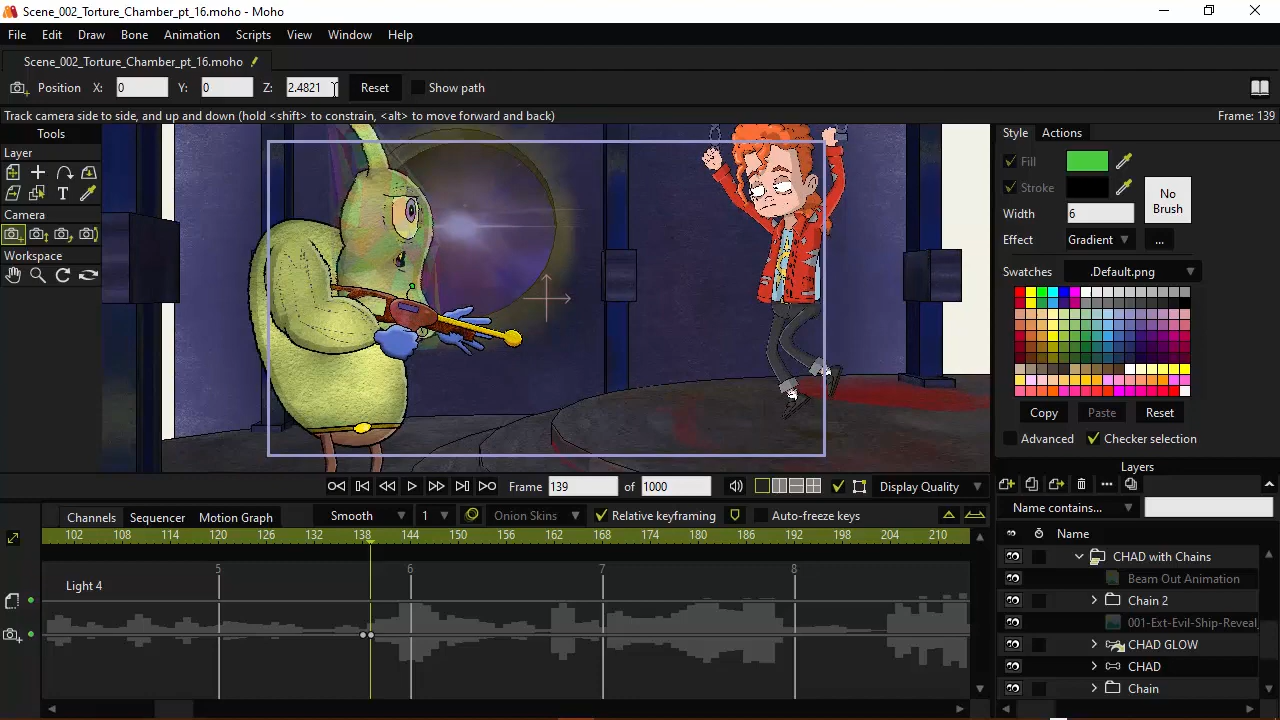 Scene_002_Torture_Chamber_pt_16.moho - Moho
File Edit Draw Bone Animation Scripts View Window Help
Scene_002_Torture_Chamber_pt_16.moho
Position X: 0 Y: 0 Z: 2.4821 Reset Show path
Track camera side to side, and up and down (hold <shift> to constrain, <alt> to move forward and back) Frame: 139
Tools
Layer
T
Camera
Workspace
Style Actions
Fill
Stroke
No
Brush
Width 6
Effect Gradient ...
Swatches .Default.png
Copy Paste Reset
Advanced Checker selection
Frame 139 of 1000 Display Quality
Channels Sequencer Motion Graph Smooth 1 Onion Skins Relative keyframing Auto-freeze keys
102 108 114 120 126 132 138 144 150 156 162 168 174 180 186 192 198 204 210
5 6 7 8
Light 4
Layers
Name contains...
Name
CHAD with Chains
Beam Out Animation
Chain 2
001-Ext-Evil-Ship-Reveal_
CHAD GLOW
CHAD
Chain